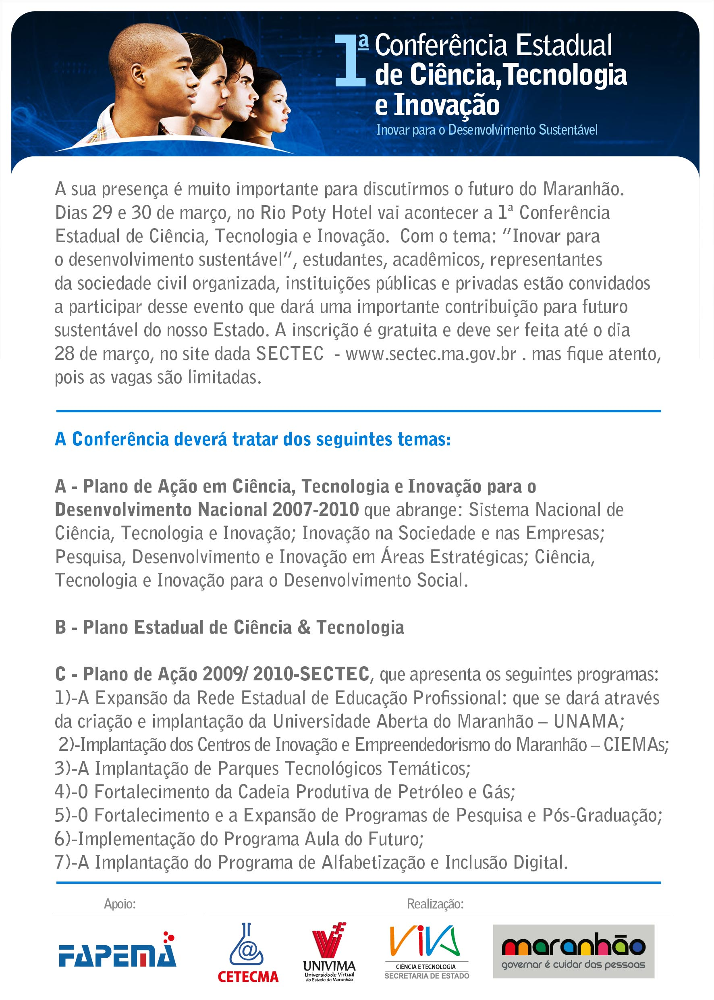 1ª Conferência Estadual
de Ciência, Tecnologia
e Inovação
Inovar para o Desenvolvimento Sustentável
A sua presença é muito importante para discutirmos o futuro do Maranhão.
Dias 29 e 30 de março, no Rio Poty Hotel vai acontecer a 1ª Conferência
Estadual de Ciência, Tecnologia e Inovação.  Com o tema: “Inovar para
o desenvolvimento sustentável”, estudantes, acadêmicos, representantes
da sociedade civil organizada, instituições públicas e privadas estão convidados
a participar desse evento que dará uma importante contribuição para futuro
sustentável do nosso Estado. A inscrição é gratuita e deve ser feita até o dia
28 de março, no site dada SECTEC  - www.sectec.ma.gov.br . mas fique atento,
pois as vagas são limitadas.
A Conferência deverá tratar dos seguintes temas:
A - Plano de Ação em Ciência, Tecnologia e Inovação para o
Desenvolvimento Nacional 2007-2010 que abrange: Sistema Nacional de
Ciência, Tecnologia e Inovação; Inovação na Sociedade e nas Empresas;
Pesquisa, Desenvolvimento e Inovação em Áreas Estratégicas; Ciência,
Tecnologia e Inovação para o Desenvolvimento Social.
B - Plano Estadual de Ciência & Tecnologia
C - Plano de Ação 2009/ 2010-SECTEC, que apresenta os seguintes programas:
1)-A Expansão da Rede Estadual de Educação Profissional: que se dará através
da criação e implantação da Universidade Aberta do Maranhão – UNAMA;
2)-Implantação dos Centros de Inovação e Empreendedorismo do Maranhão – CIEMAs;
3)-A Implantação de Parques Tecnológicos Temáticos;
4)-O Fortalecimento da Cadeia Produtiva de Petróleo e Gás;
5)-O Fortalecimento e a Expansão de Programas de Pesquisa e Pós-Graduação;
6)-Implementação do Programa Aula do Futuro;
7)-A Implantação do Programa de Alfabetização e Inclusão Digital.
Apoio:
Realização:
FAPEMA
@
CETECMA
UNIVIMA
Universidade Virtual
do Estado do Maranhão
VIVA
CIÊNCIA E TECNOLOGIA
SECRETARIA DE ESTADO
maranhão
governar é cuidar das pessoas